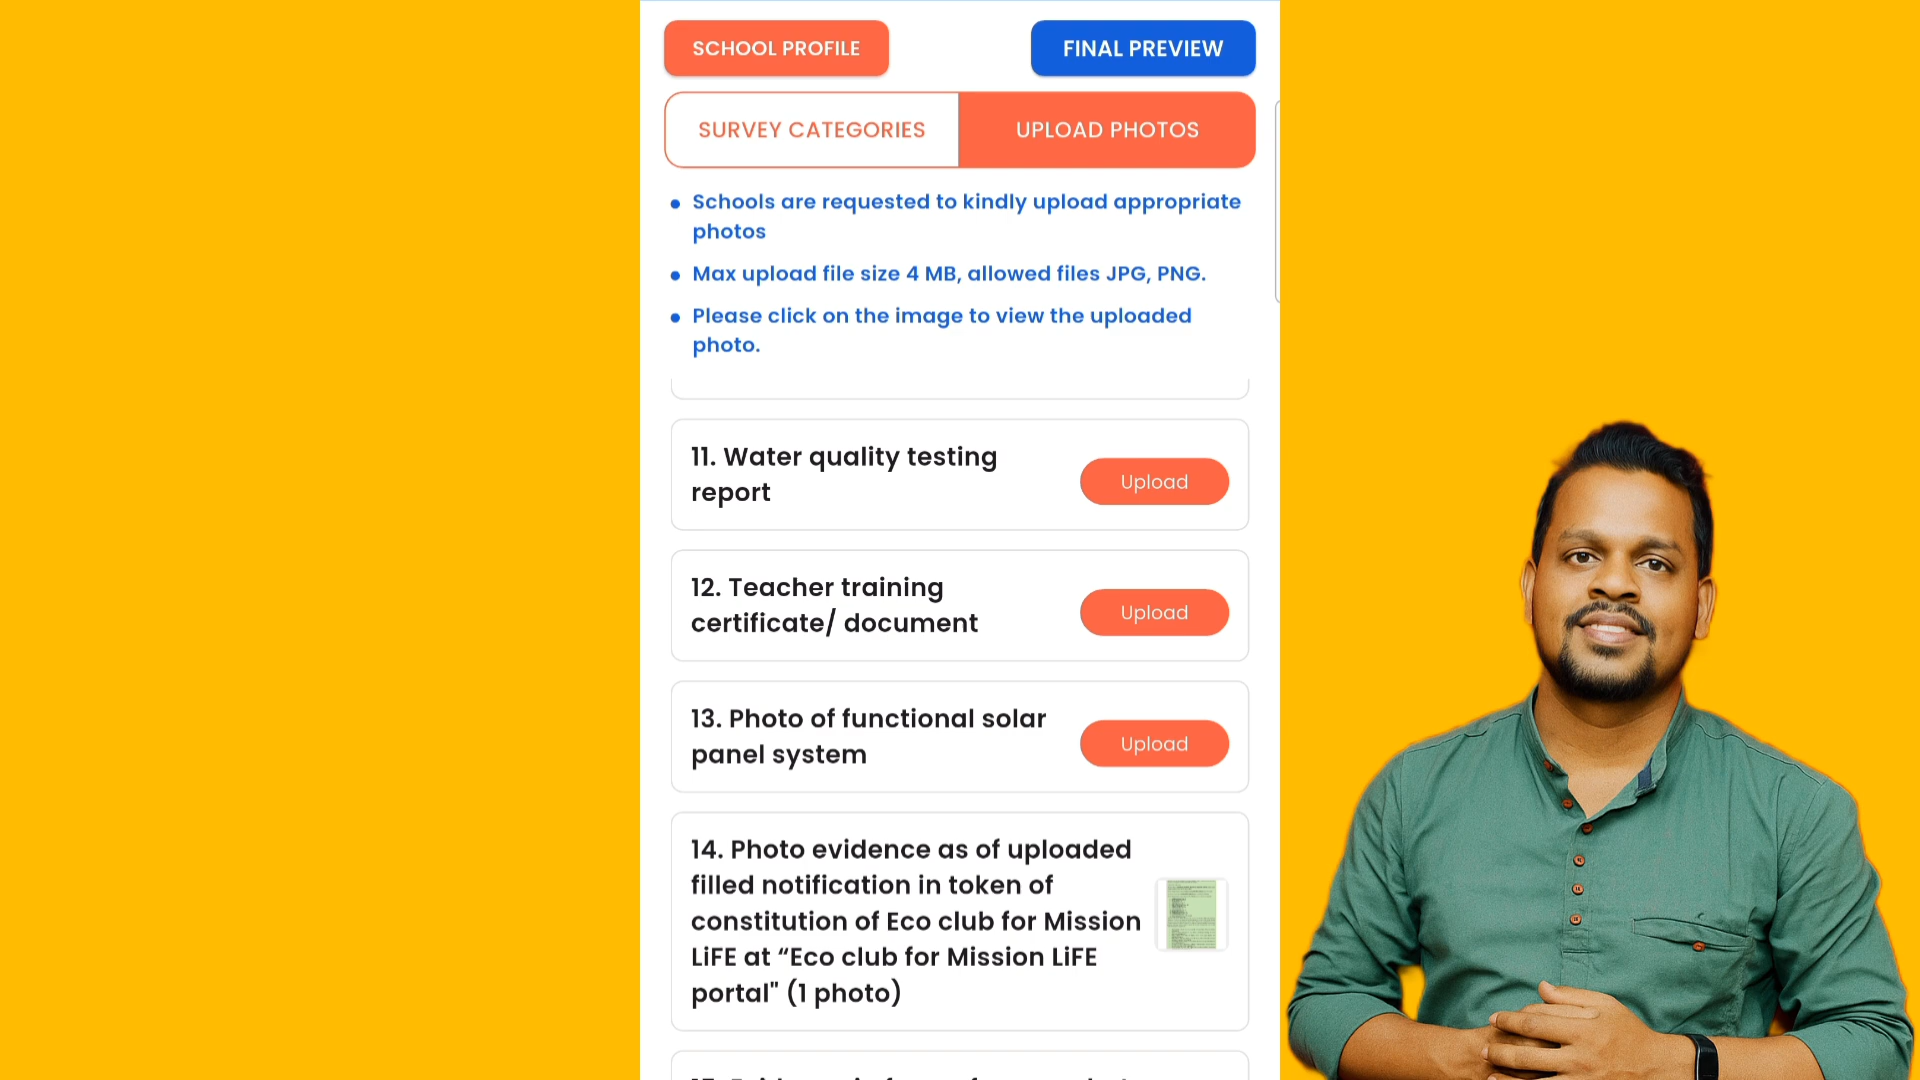 SCHOOL PROFILE
FINAL PREVIEW
SURVEY CATEGORIES
UPLOAD PHOTOS
Schools are requested to kindly upload appropriate
photos
Max upload file size 4 MB, allowed files JPG, PNG.
Please click on the image to view the uploaded
photo.
11. Water quality testing
report
Upload
12. Teacher training
certificate/ document
Upload
13. Photo of functional solar
panel system
Upload
14. Photo evidence as of uploaded
filled notification in token of
constitution of Eco club for Mission
LiFE at “Eco club for Mission LiFE
portal" (1 photo)